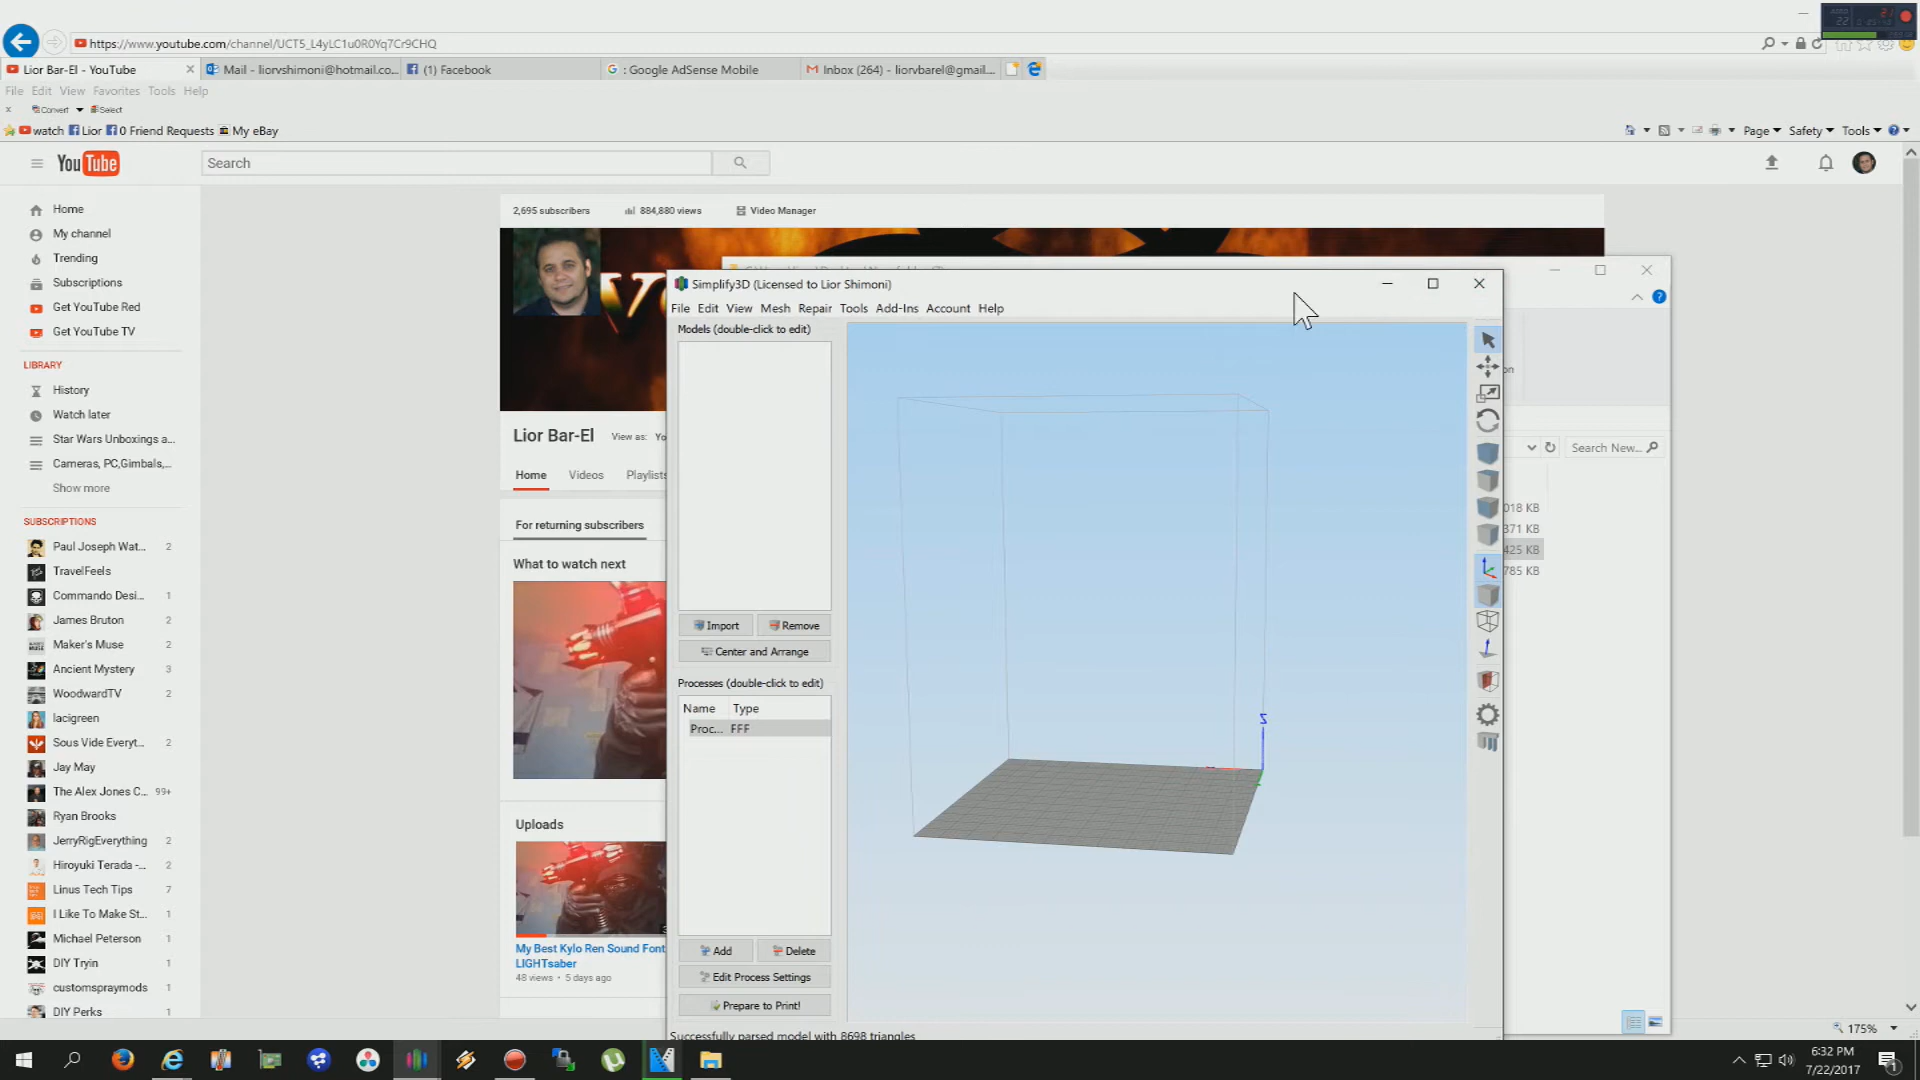 https://www.youtube.com/channel/UCT5_L4yLC1u0R0Yq7Cr9CHQ
Lior Bar-El - YouTube
Mail - liorvshimoni@hotmail.co...
(1) Facebook
: Google AdSense Mobile
Inbox (264) - liorvbarel@gmail....
File Edit View Favorites Tools Help
Convert Select
watch Lior 0 Friend Requests My eBay
Page Safety Tools
YouTube
Search
2,695 subscribers 884,880 views Video Manager
Home
My channel
Trending
Subscriptions
Get YouTube Red
Get YouTube TV
LIBRARY
History
Watch later
Star Wars Unboxings a...
Cameras, PC,Gimbals,...
Show more
SUBSCRIPTIONS
Paul Joseph Wat... 2
TravelFeels
Commando Desi... 1
James Bruton 2
Maker's Muse 2
Ancient Mystery 3
WoodwardTV 2
lacigreen
Sous Vide Everyt... 2
Jay May
The Alex Jones C... 99+
Ryan Brooks
JerryRigEverything 2
Hiroyuki Terada -... 2
Linus Tech Tips 7
I Like To Make St... 1
Michael Peterson 1
DIY Tryin 1
customspraymods 1
DIY Perks 1
Lior Bar-El
View as: Yo
Home Videos Playlists
For returning subscribers
What to watch next
Uploads
My Best Kylo Ren Sound Font
LIGHTsaber
48 views • 5 days ago
Simplify3D (Licensed to Lior Shimoni)
File Edit View Mesh Repair Tools Add-Ins Account Help
Models (double-click to edit)
Import Remove
Center and Arrange
Processes (double-click to edit)
Name Type
Proc... FFF
Add Delete
Edit Process Settings
Prepare to Print!
Successfully parsed model with 8698 triangles
Z
on
Search New...
018 KB
371 KB
425 KB
785 KB
175%
6:32 PM
7/22/2017
1